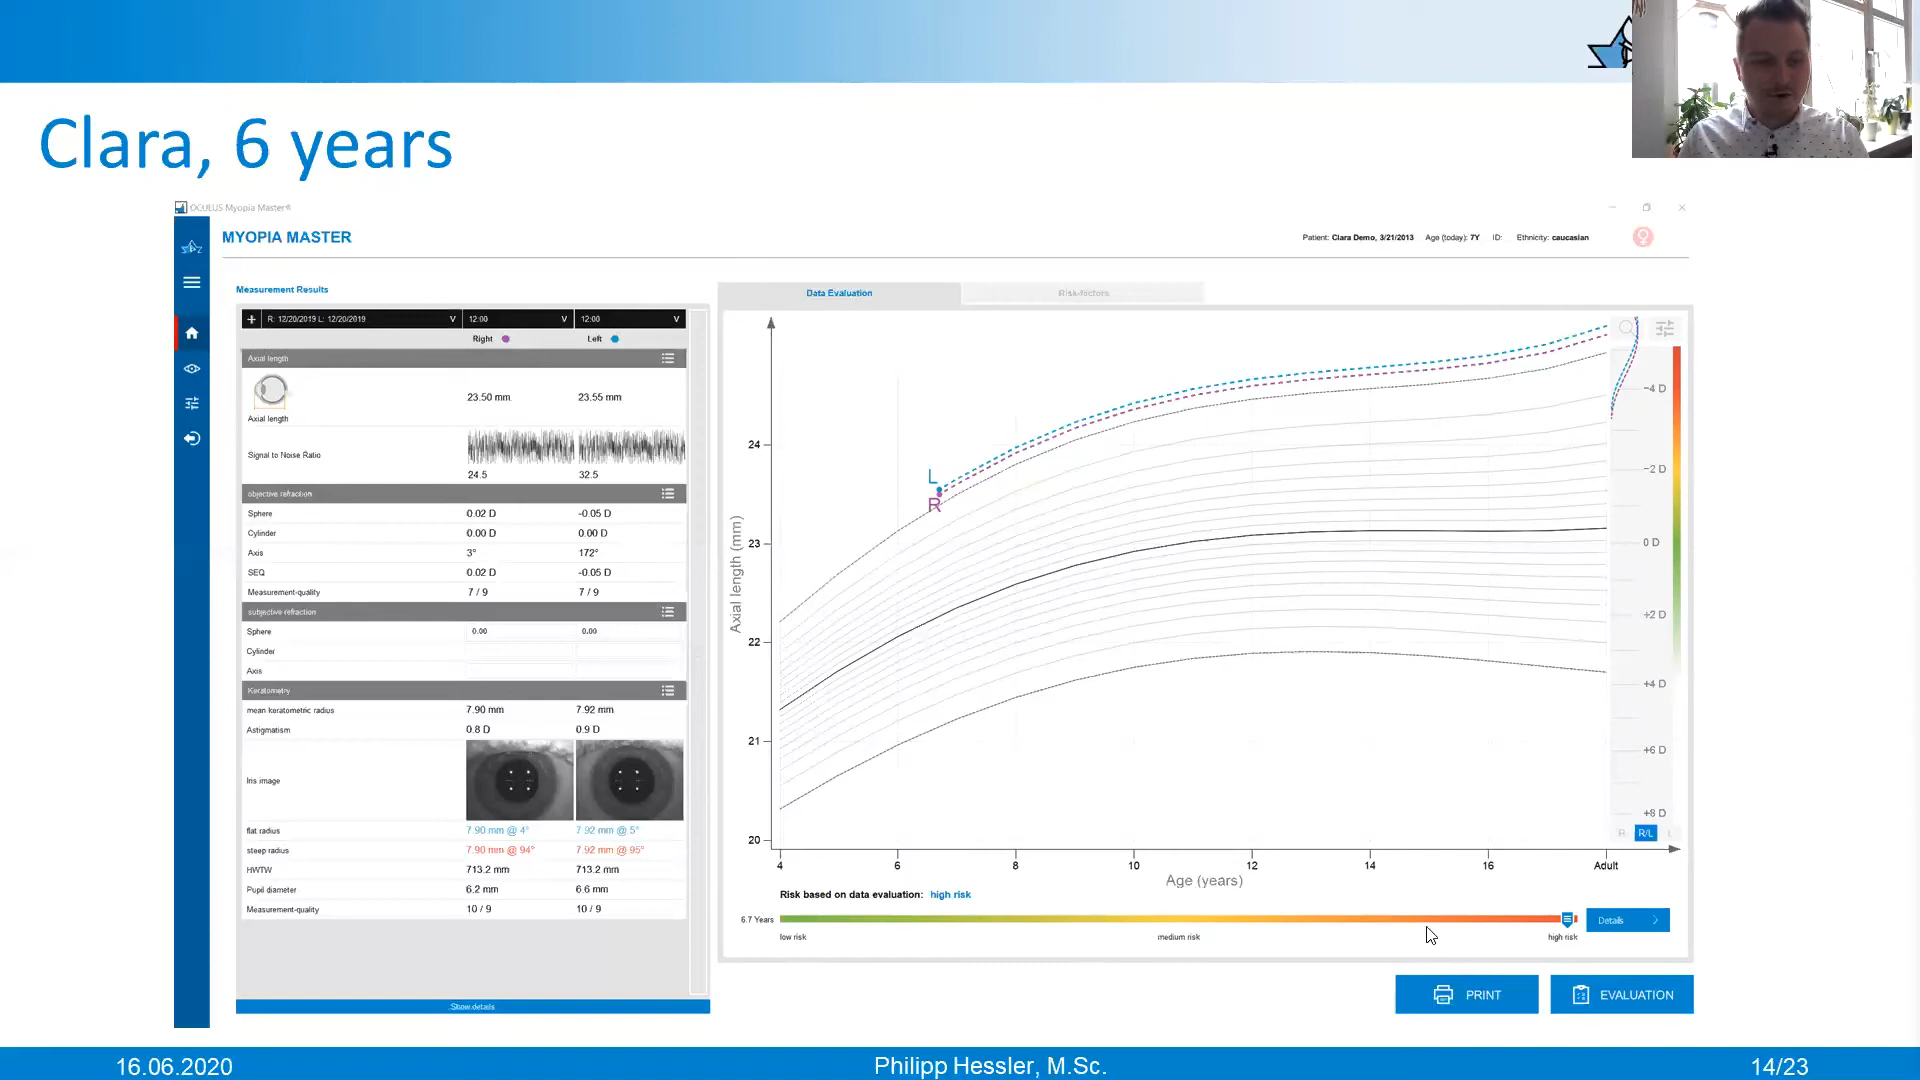 Clara, 6 years
OCULUS Myopia Master®
MYOPIA MASTER
Patient: Clara Demo, 3/21/2013 Age (today): 7Y ID: Ethnicity: caucasian
Measurement Results
R: 12/20/2019 L: 12/20/2019 V 12:00 V 12:00 V
Right Left
Axial length
23.50 mm 23.55 mm
Axial length
Signal to Noise Ratio
24.5 32.5
objective refraction
Sphere 0.02 D -0.05 D
Cylinder 0.00 D 0.00 D
Axis 3° 172°
SEQ 0.02 D -0.05 D
Measurement-quality 7 / 9 7 / 9
subjective refraction
Sphere 0.00 0.00
Cylinder
Axis
Keratometry
mean keratometric radius 7.90 mm 7.92 mm
Astigmatism 0.8 D 0.9 D
Iris image
flat radius 7.90 mm @ 4° 7.92 mm @ 5°
steep radius 7.90 mm @ 94° 7.92 mm @ 95°
HWTW 713.2 mm 713.2 mm
Pupil diameter 6.2 mm 6.6 mm
Measurement-quality 10 / 9 10 / 9
Show details
Data Evaluation Risk-factors
Axial length (mm)
24
23
22
21
20
L
R
-4 D
-2 D
0 D
+2 D
+4 D
+6 D
+8 D
R R/L L
4 6 8 10 12 14 16 Adult
Age (years)
Risk based on data evaluation: high risk
6.7 Years
low risk medium risk high risk
Details
PRINT EVALUATION
16.06.2020 Philipp Hessler, M.Sc. 14/23